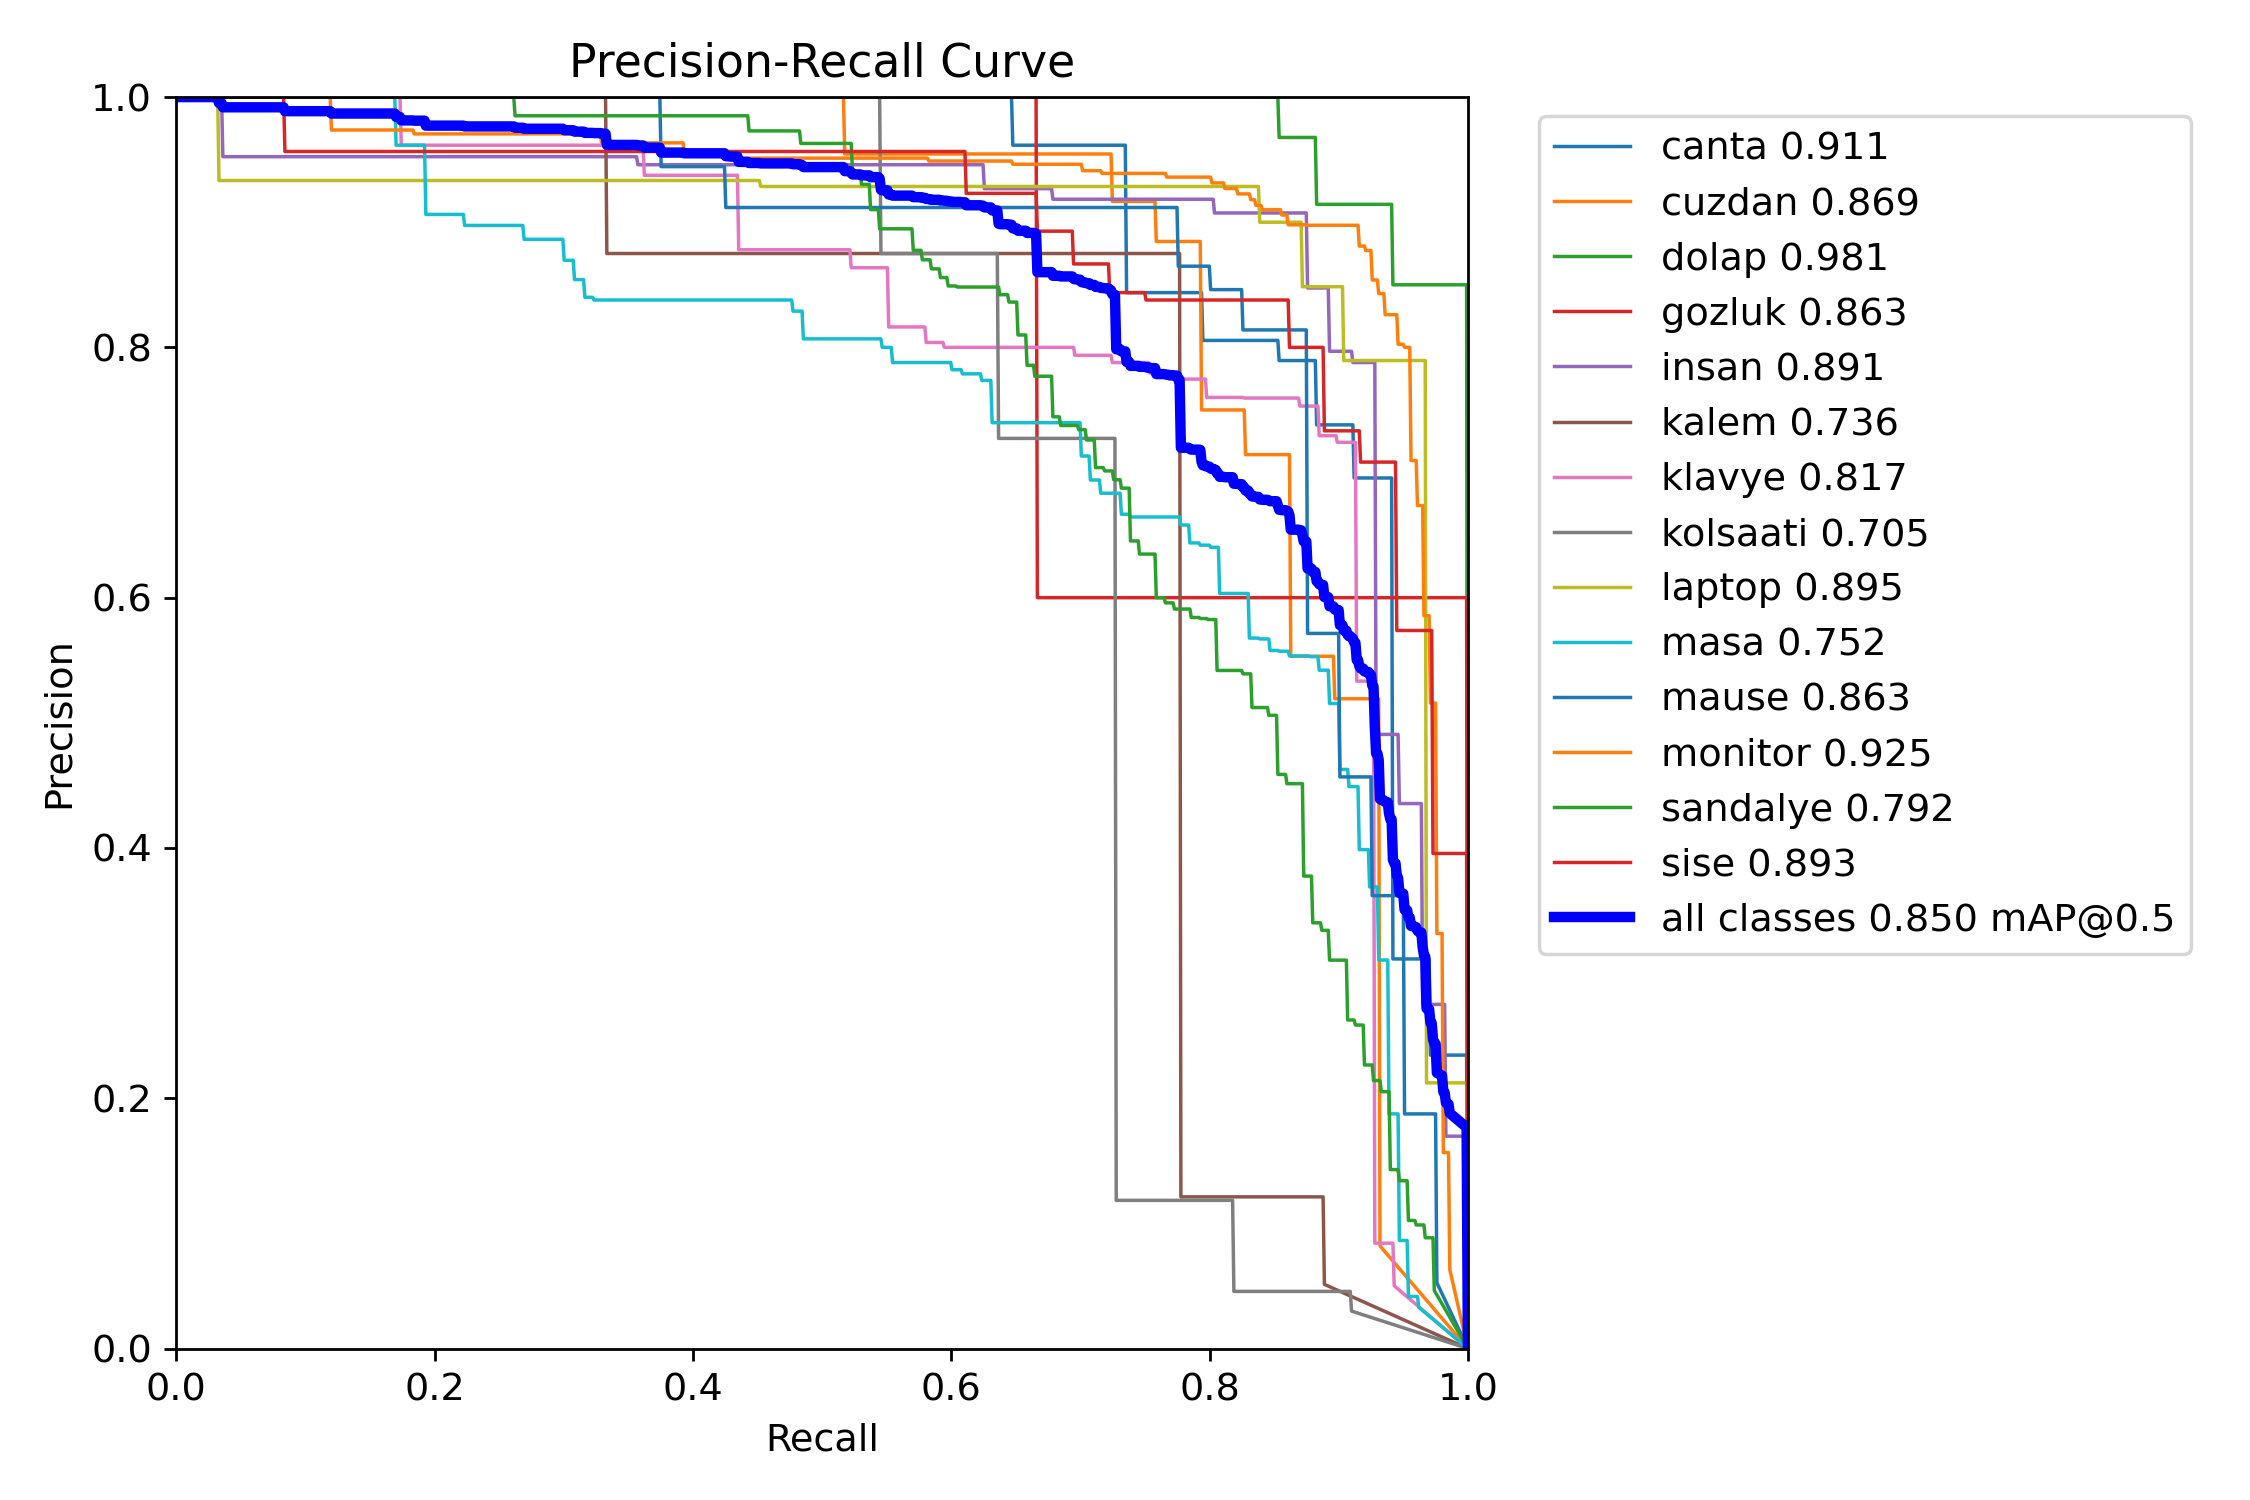 Precision-Recall Curve
1.0
0.8
0.6
0.4
0.2
0.0
Precision
0.0 0.2 0.4 0.6 0.8 1.0
Recall
canta 0.911
cuzdan 0.869
dolap 0.981
gozluk 0.863
insan 0.891
kalem 0.736
klavye 0.817
kolsaati 0.705
laptop 0.895
masa 0.752
mause 0.863
monitor 0.925
sandalye 0.792
sise 0.893
all classes 0.850 mAP@0.5